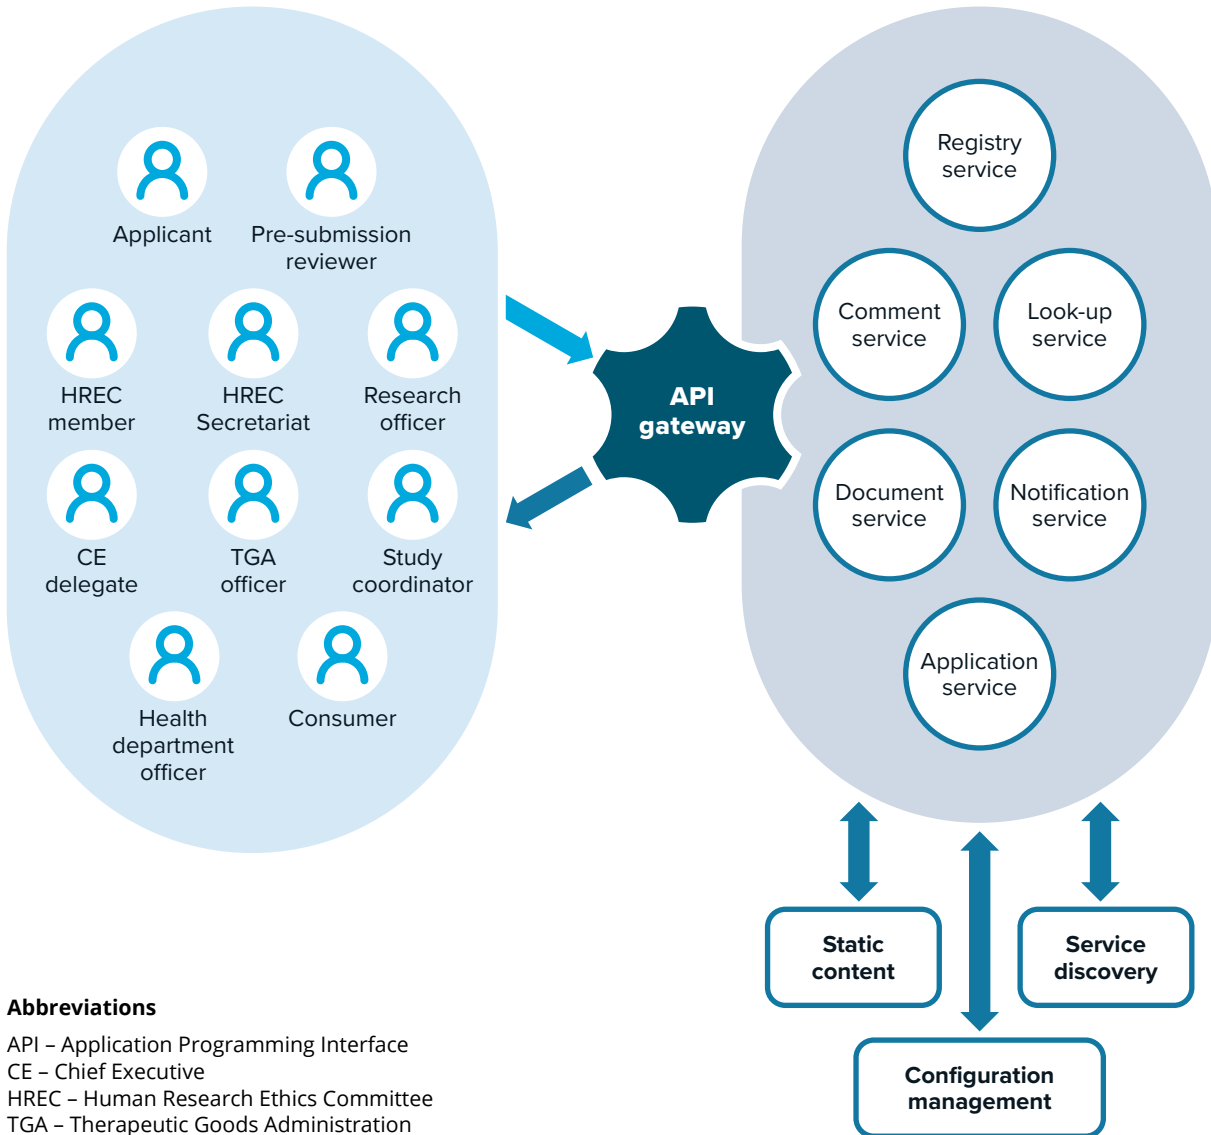 Applicant
Pre-submission
reviewer
HREC
member
HREC
Secretariat
Research
officer
CE
delegate
TGA
officer
Study
coordinator
Health
department
officer
Consumer
API
gateway
Registry
service
Comment
service
Look-up
service
Document
service
Notification
service
Application
service
Static
content
Service
discovery
Configuration
management
Abbreviations
API – Application Programming Interface
CE – Chief Executive
HREC – Human Research Ethics Committee
TGA – Therapeutic Goods Administration